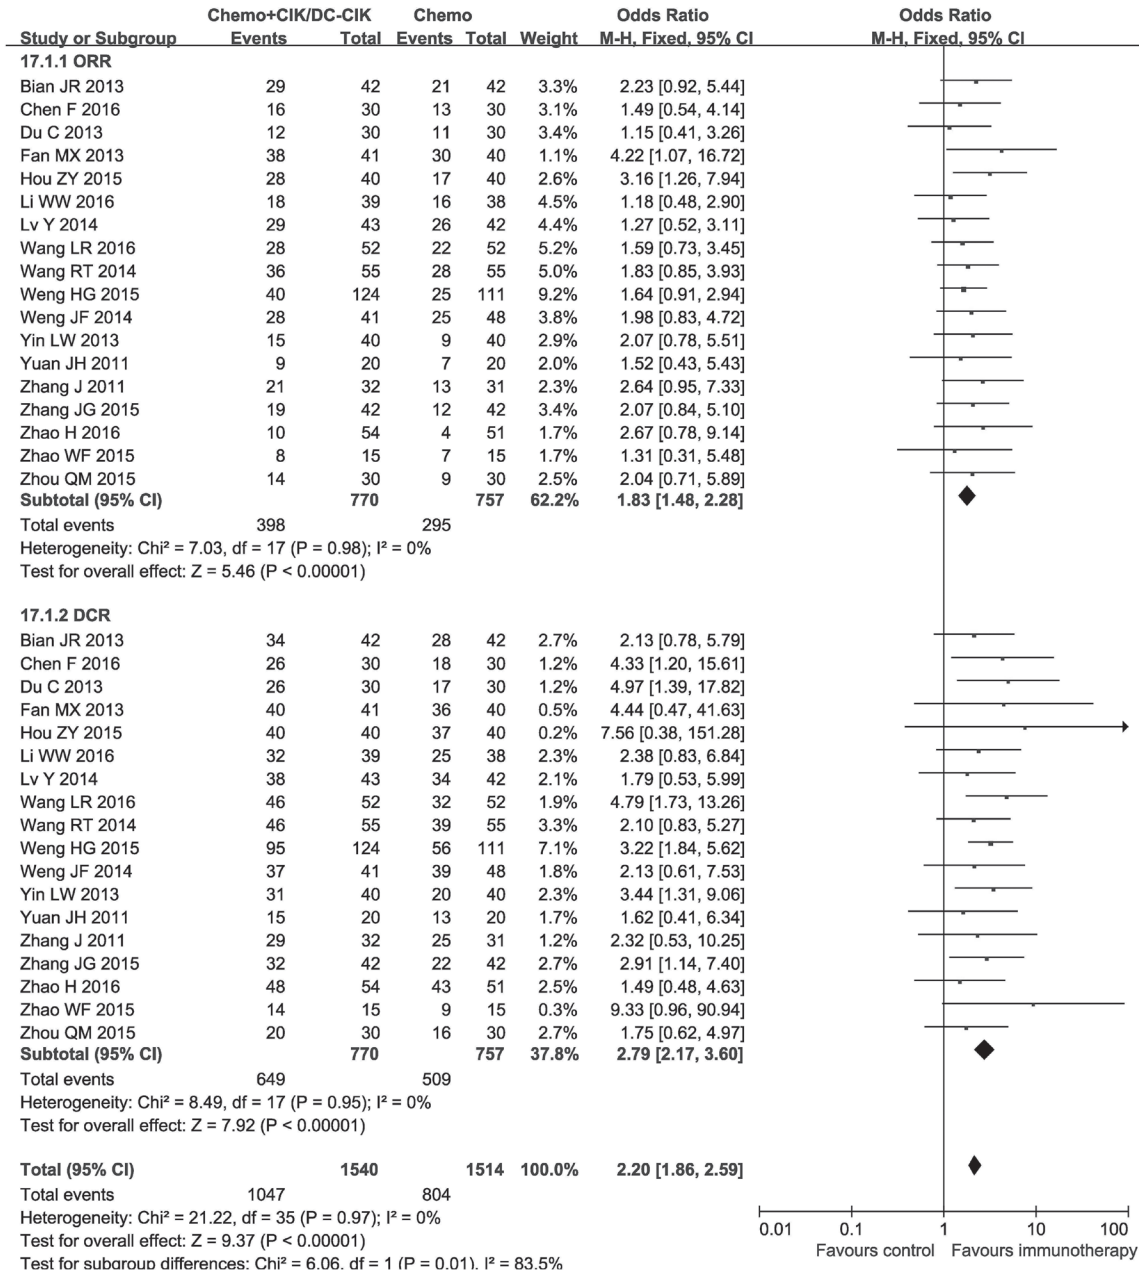 Chemo+CIK/DC-CIK Chemo Odds Ratio Odds Ratio
Study or Subgroup Events Total Events Total Weight M-H, Fixed, 95% CI M-H, Fixed, 95% CI
17.1.1 ORR
Bian JR 2013 29 42 21 42 3.3% 2.23 [0.92, 5.44]
Chen F 2016 16 30 13 30 3.1% 1.49 [0.54, 4.14]
Du C 2013 12 30 11 30 3.4% 1.15 [0.41, 3.26]
Fan MX 2013 38 41 30 40 1.1% 4.22 [1.07, 16.72]
Hou ZY 2015 28 40 17 40 2.6% 3.16 [1.26, 7.94]
Li WW 2016 18 39 16 38 4.5% 1.18 [0.48, 2.90]
Lv Y 2014 29 43 26 42 4.4% 1.27 [0.52, 3.11]
Wang LR 2016 28 52 22 52 5.2% 1.59 [0.73, 3.45]
Wang RT 2014 36 55 28 55 5.0% 1.83 [0.85, 3.93]
Weng HG 2015 40 124 25 111 9.2% 1.64 [0.91, 2.94]
Weng JF 2014 28 41 25 48 3.8% 1.98 [0.83, 4.72]
Yin LW 2013 15 40 9 40 2.9% 2.07 [0.78, 5.51]
Yuan JH 2011 9 20 7 20 2.0% 1.52 [0.43, 5.43]
Zhang J 2011 21 32 13 31 2.3% 2.64 [0.95, 7.33]
Zhang JG 2015 19 42 12 42 3.4% 2.07 [0.84, 5.10]
Zhao H 2016 10 54 4 51 1.7% 2.67 [0.78, 9.14]
Zhao WF 2015 8 15 7 15 1.7% 1.31 [0.31, 5.48]
Zhou QM 2015 14 30 9 30 2.5% 2.04 [0.71, 5.89]
Subtotal (95% CI) 770 757 62.2% 1.83 [1.48, 2.28]
Total events 398 295
Heterogeneity: Chi² = 7.03, df = 17 (P = 0.98); I² = 0%
Test for overall effect: Z = 5.46 (P < 0.00001)
17.1.2 DCR
Bian JR 2013 34 42 28 42 2.7% 2.13 [0.78, 5.79]
Chen F 2016 26 30 18 30 1.2% 4.33 [1.20, 15.61]
Du C 2013 26 30 17 30 1.2% 4.97 [1.39, 17.82]
Fan MX 2013 40 41 36 40 0.5% 4.44 [0.47, 41.63]
Hou ZY 2015 40 40 37 40 0.2% 7.56 [0.38, 151.28]
Li WW 2016 32 39 25 38 2.3% 2.38 [0.83, 6.84]
Lv Y 2014 38 43 34 42 2.1% 1.79 [0.53, 5.99]
Wang LR 2016 46 52 32 52 1.9% 4.79 [1.73, 13.26]
Wang RT 2014 46 55 39 55 3.3% 2.10 [0.83, 5.27]
Weng HG 2015 95 124 56 111 7.1% 3.22 [1.84, 5.62]
Weng JF 2014 37 41 39 48 1.8% 2.13 [0.61, 7.53]
Yin LW 2013 31 40 20 40 2.3% 3.44 [1.31, 9.06]
Yuan JH 2011 15 20 13 20 1.7% 1.62 [0.41, 6.34]
Zhang J 2011 29 32 25 31 1.2% 2.32 [0.53, 10.25]
Zhang JG 2015 32 42 22 42 2.7% 2.91 [1.14, 7.40]
Zhao H 2016 48 54 43 51 2.5% 1.49 [0.48, 4.63]
Zhao WF 2015 14 15 9 15 0.3% 9.33 [0.96, 90.94]
Zhou QM 2015 20 30 16 30 2.7% 1.75 [0.62, 4.97]
Subtotal (95% CI) 770 757 37.8% 2.79 [2.17, 3.60]
Total events 649 509
Heterogeneity: Chi² = 8.49, df = 17 (P = 0.95); I² = 0%
Test for overall effect: Z = 7.92 (P < 0.00001)
Total (95% CI) 1540 1514 100.0% 2.20 [1.86, 2.59]
Total events 1047 804
Heterogeneity: Chi² = 21.22, df = 35 (P = 0.97); I² = 0%
Test for overall effect: Z = 9.37 (P < 0.00001)
Test for subgroup differences: Chi² = 6.06, df = 1 (P = 0.01), I² = 83.5%
0.01 0.1 1 10 100
Favours control Favours immunotherapy